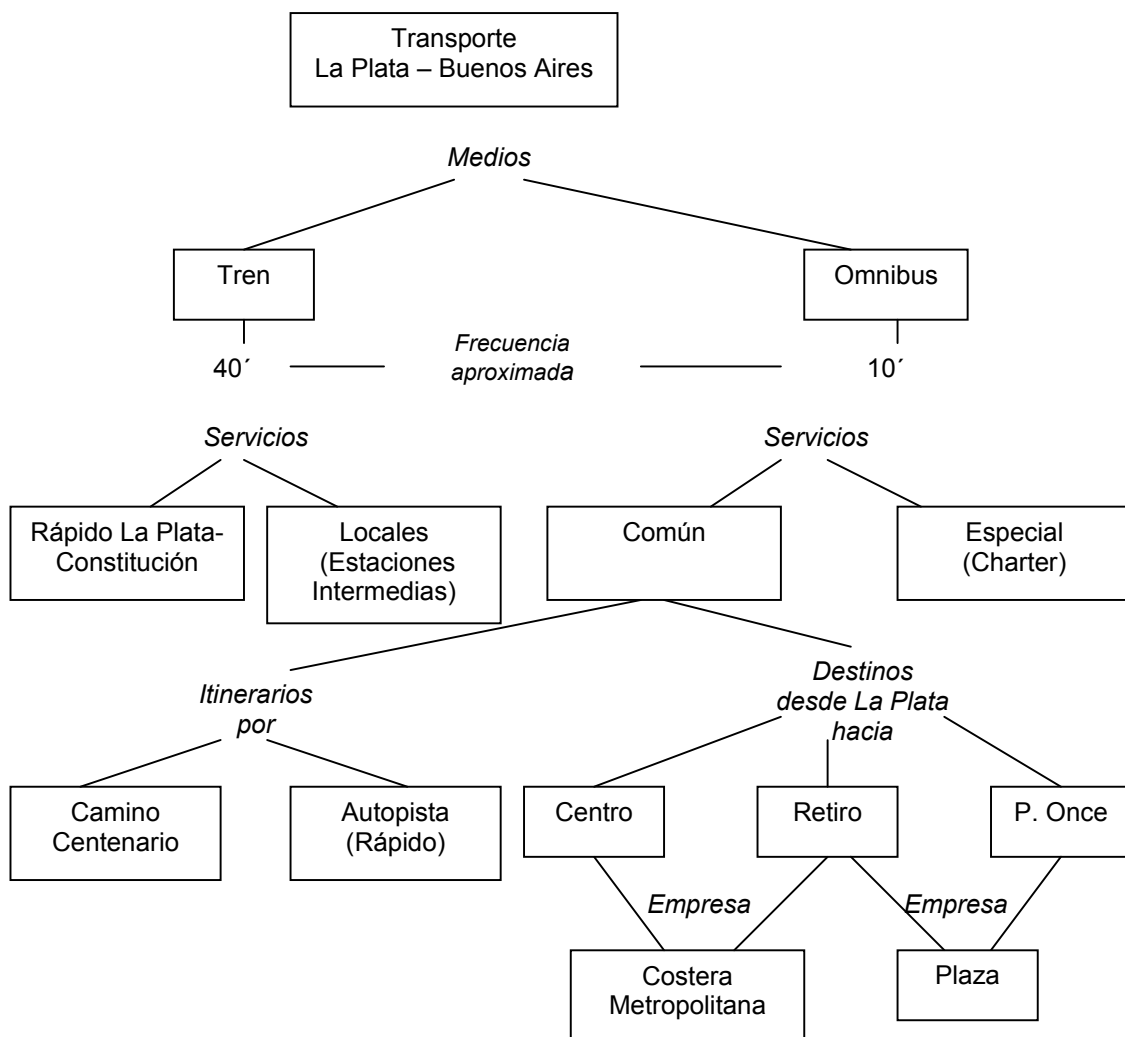 Transporte
La Plata – Buenos Aires
Medios
Tren
Omnibus
40´
Frecuencia
aproximada
10´
Servicios
Servicios
Rápido La Plata-
Constitución
Locales
(Estaciones
Intermedias)
Común
Especial
(Charter)
Itinerarios
por
Destinos
desde La Plata
hacia
Camino
Centenario
Autopista
(Rápido)
Centro
Retiro
P. Once
Empresa
Empresa
Costera
Metropolitana
Plaza